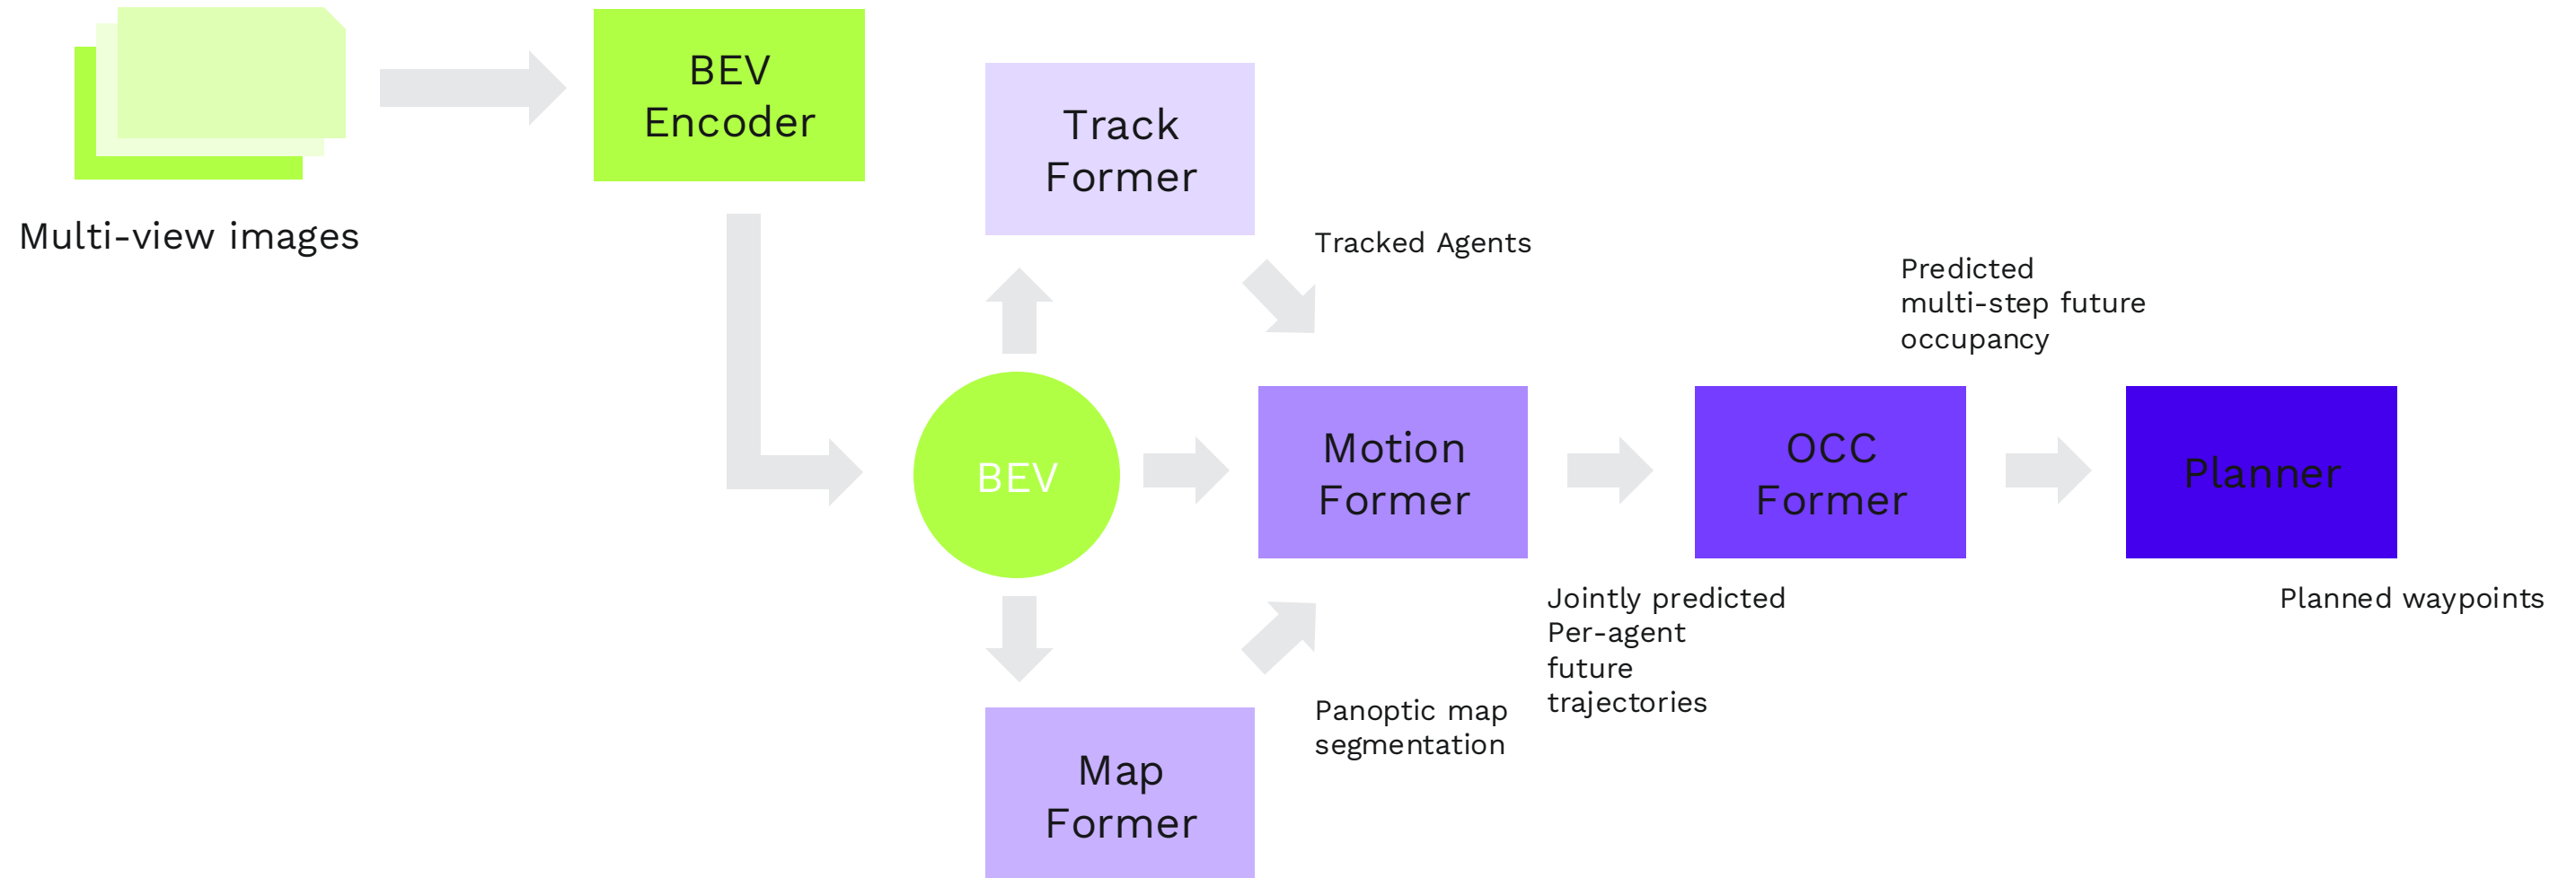 BEV
Encoder
Multi-view images
Track
Former
Tracked Agents
Predicted
multi-step future
occupancy
BEV
Motion
Former
OCC
Former
Planner
Jointly predicted
Per-agent
future
trajectories
Planned waypoints
Panoptic map
segmentation
Map
Former